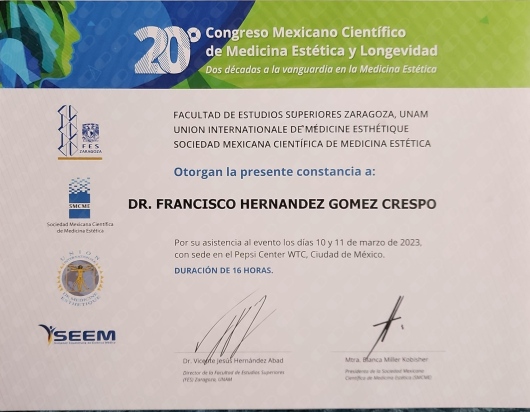 20° Congreso Mexicano Científico
de Medicina Estética y Longevidad
Dos décadas a la vanguardia en la Medicina Estética
FACULTAD DE ESTUDIOS SUPERIORES ZARAGOZA, UNAM
UNION INTERNATIONALE DE MÉDICINE ESTHÉTIQUE
SOCIEDAD MEXICANA CIENTÍFICA DE MEDICINA ESTÉTICA
FES
ZARAGOZA
Otorgan la presente constancia a:
SMCME
Sociedad Mexicana Científica
de Medicina Estética
DR. FRANCISCO HERNANDEZ GOMEZ CRESPO
Por su asistencia al evento los días 10 y 11 de marzo de 2023,
con sede en el Pepsi Center WTC, Ciudad de México.
DURACIÓN DE 16 HORAS.
UNION
ESTHETIQUE
SEEM
Dr. Vicente Jesús Hernández Abad
Director de la Facultad de Estudios Superiores
(FES) Zaragoza, UNAM
Mtra. Blanca Miller Kobisher
Presidenta de la Sociedad Mexicana
Científica de Medicina Estética (SMCME)